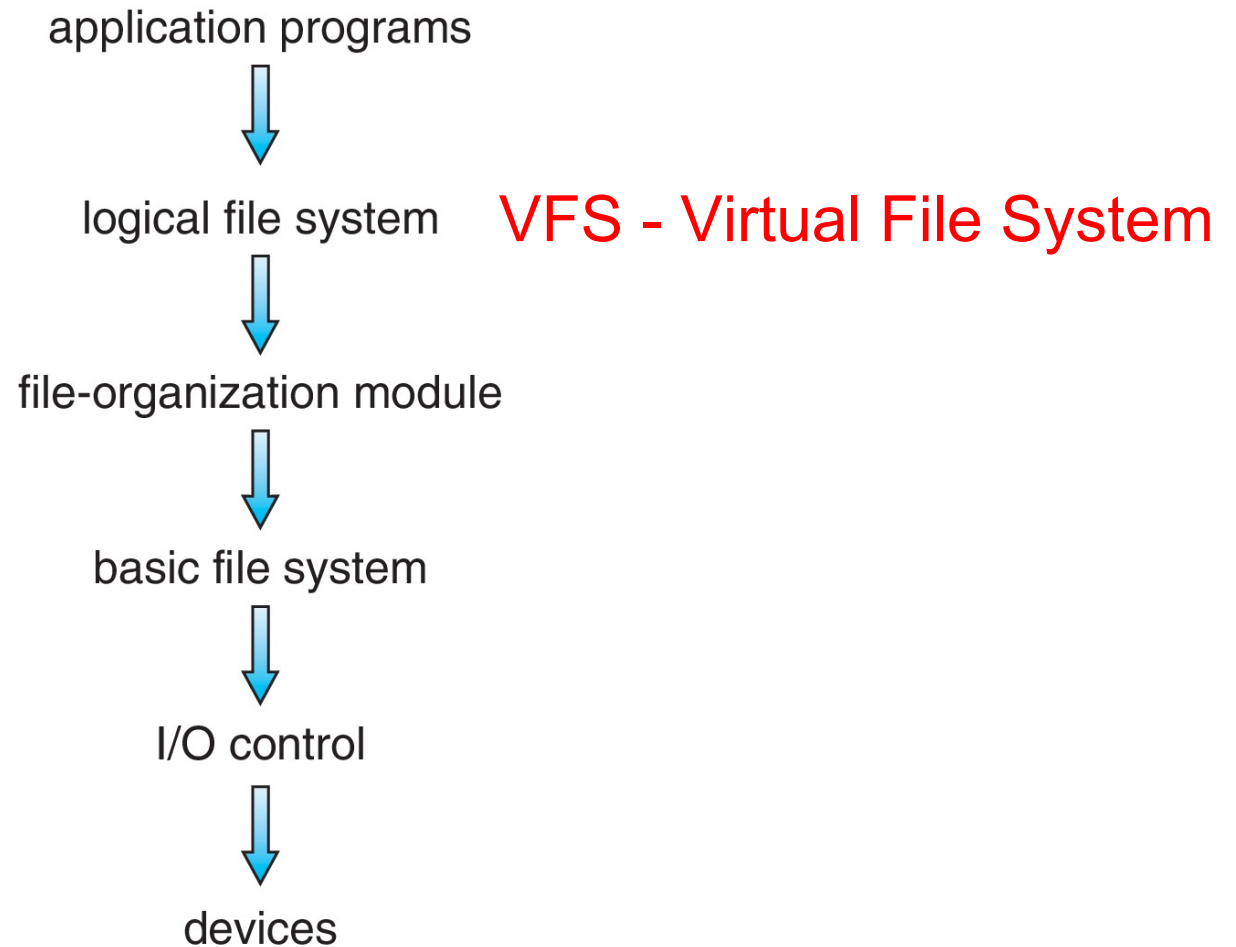 application programs
logical file system VFS - Virtual File System
file-organization module
basic file system
I/O control
devices